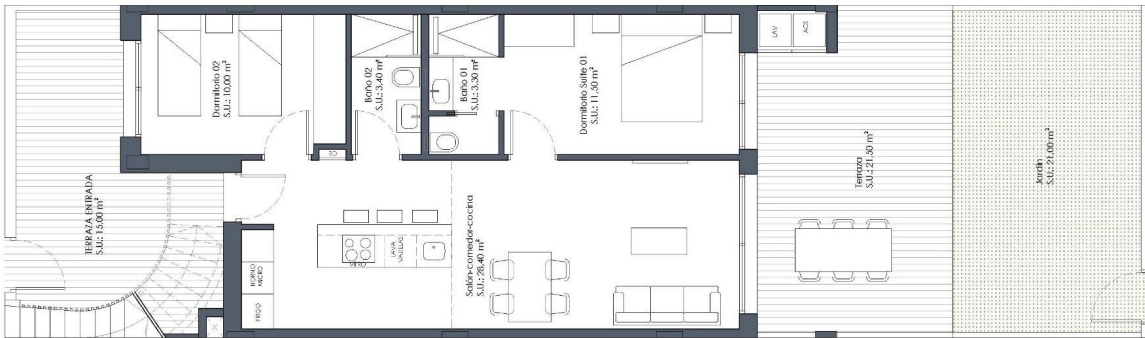 Dormitorio 02
S.U.: 10,00 m²
Baño 02
S.U.: 3.40 m²
Baño 01
S.U.: 3.30 m²
Dormitorio Suite 01
S.U.: 11.50 m²
LAV
ACS
TERRAZA ENTRADA
S.U.: 15.00 m²
CE
HORNO
MICRO
FRIGO
VITRO
LAVA
VAJILLAS
Salón-comedor-cocina
S.U.: 28.40 m²
Terraza
S.U.: 21.50 m²
Jardín
S.U.: 21.00 m²